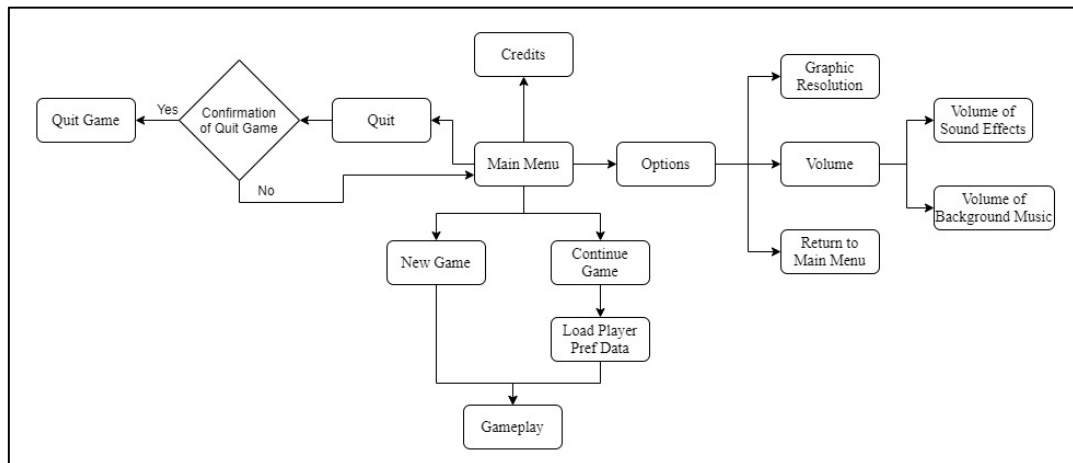 Credits
Graphic
Resolution
Quit Game
Yes
Confirmation
of Quit Game
Quit
Volume of
Sound Effects
Main Menu
Options
Volume
No
Volume of
Background Music
New Game
Continue
Game
Return to
Main Menu
Load Player
Pref Data
Gameplay